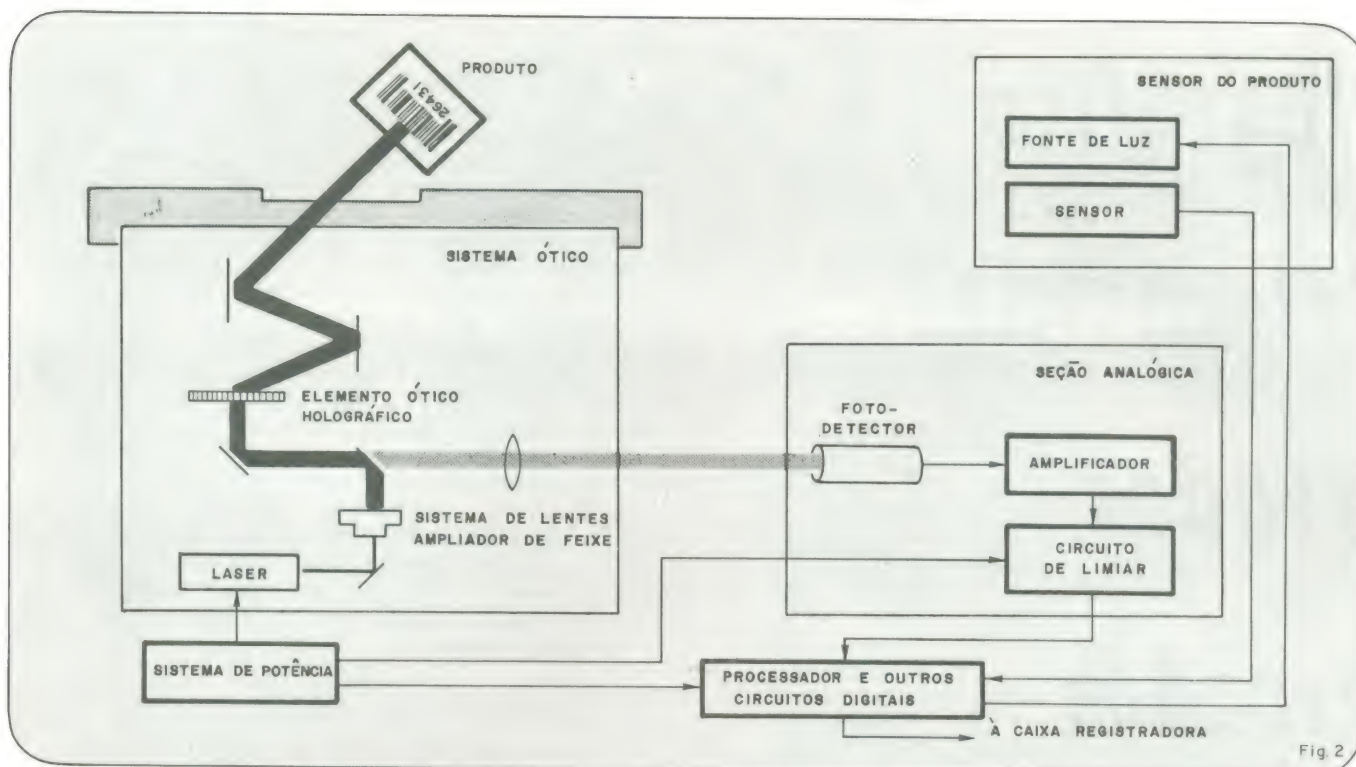 PRODUTO
26431
SENSOR DO PRODUTO
FONTE DE LUZ
SENSOR
SISTEMA ÓTICO
SEÇÃO ANALÓGICA
ELEMENTO ÓTICO
HOLOGRÁFICO
FOTO-
DETECTOR
AMPLIFICADOR
SISTEMA DE LENTES
AMPLIADOR DE FEIXE
CIRCUITO
DE LIMIAR
LASER
SISTEMA DE POTÊNCIA
PROCESSADOR E OUTROS
CIRCUITOS DIGITAIS
À CAIXA REGISTRADORA
Fig. 2